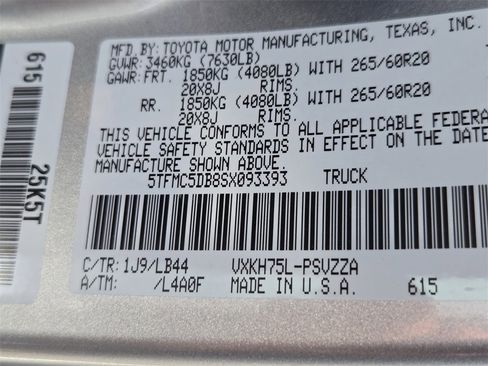 MFD.BY: TOYOTA MOTOR MANUFACTURING, TEXAS, INC.
GVWR: 3460KG (7630LB)
GAWR: FRT. 1850KG (4080LB) WITH 265/60R20
20X8J RIMS.
RR. 1850KG (4080LB) WITH 265/60R20
20X8J RIMS.
THIS VEHICLE CONFORMS TO ALL APPLICABLE FEDERA
VEHICLE SAFETY STANDARDS IN EFFECT ON THE DA
MANUFACTURE SHOWN ABOVE.
5TFMC5DB8SX093393 TRUCK
C/TR: 1J9/LB44 VXKH75L-PSVZZA
A/TM: /L4A0F MADE IN U.S.A. 615
615
25K5T